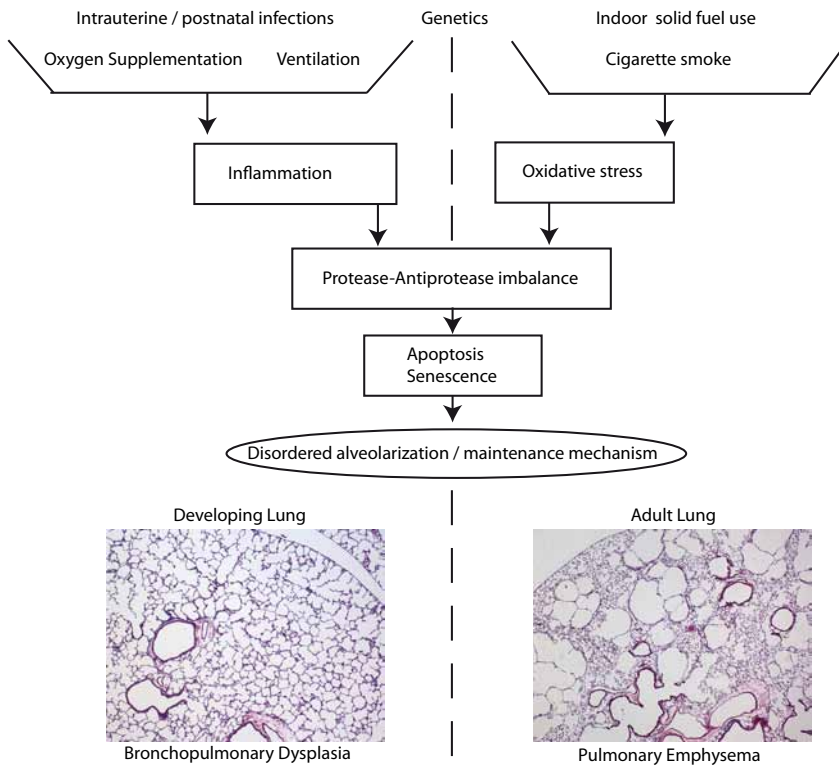 Intrauterine / postnatal infections
Genetics
Indoor solid fuel use
Oxygen Supplementation
Ventilation
Cigarette smoke
Inflammation
Oxidative stress
Protease-Antiprotease imbalance
Apoptosis
Senescence
Disordered alveolarization / maintenance mechanism
Developing Lung
Adult Lung
Bronchopulmonary Dysplasia
Pulmonary Emphysema